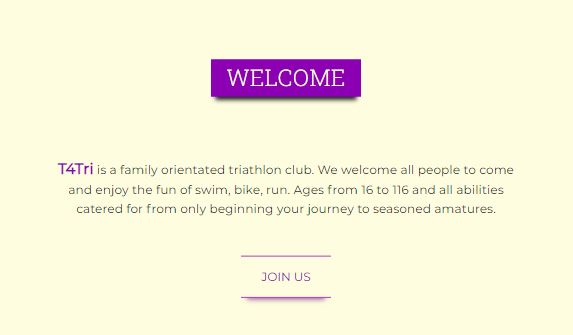 WELCOME
T4Tri is a family orientated triathlon club. We welcome all people to come
and enjoy the fun of swim, bike, run. Ages from 16 to 116 and all abilities
catered for from only beginning your journey to seasoned amatures.
JOIN US